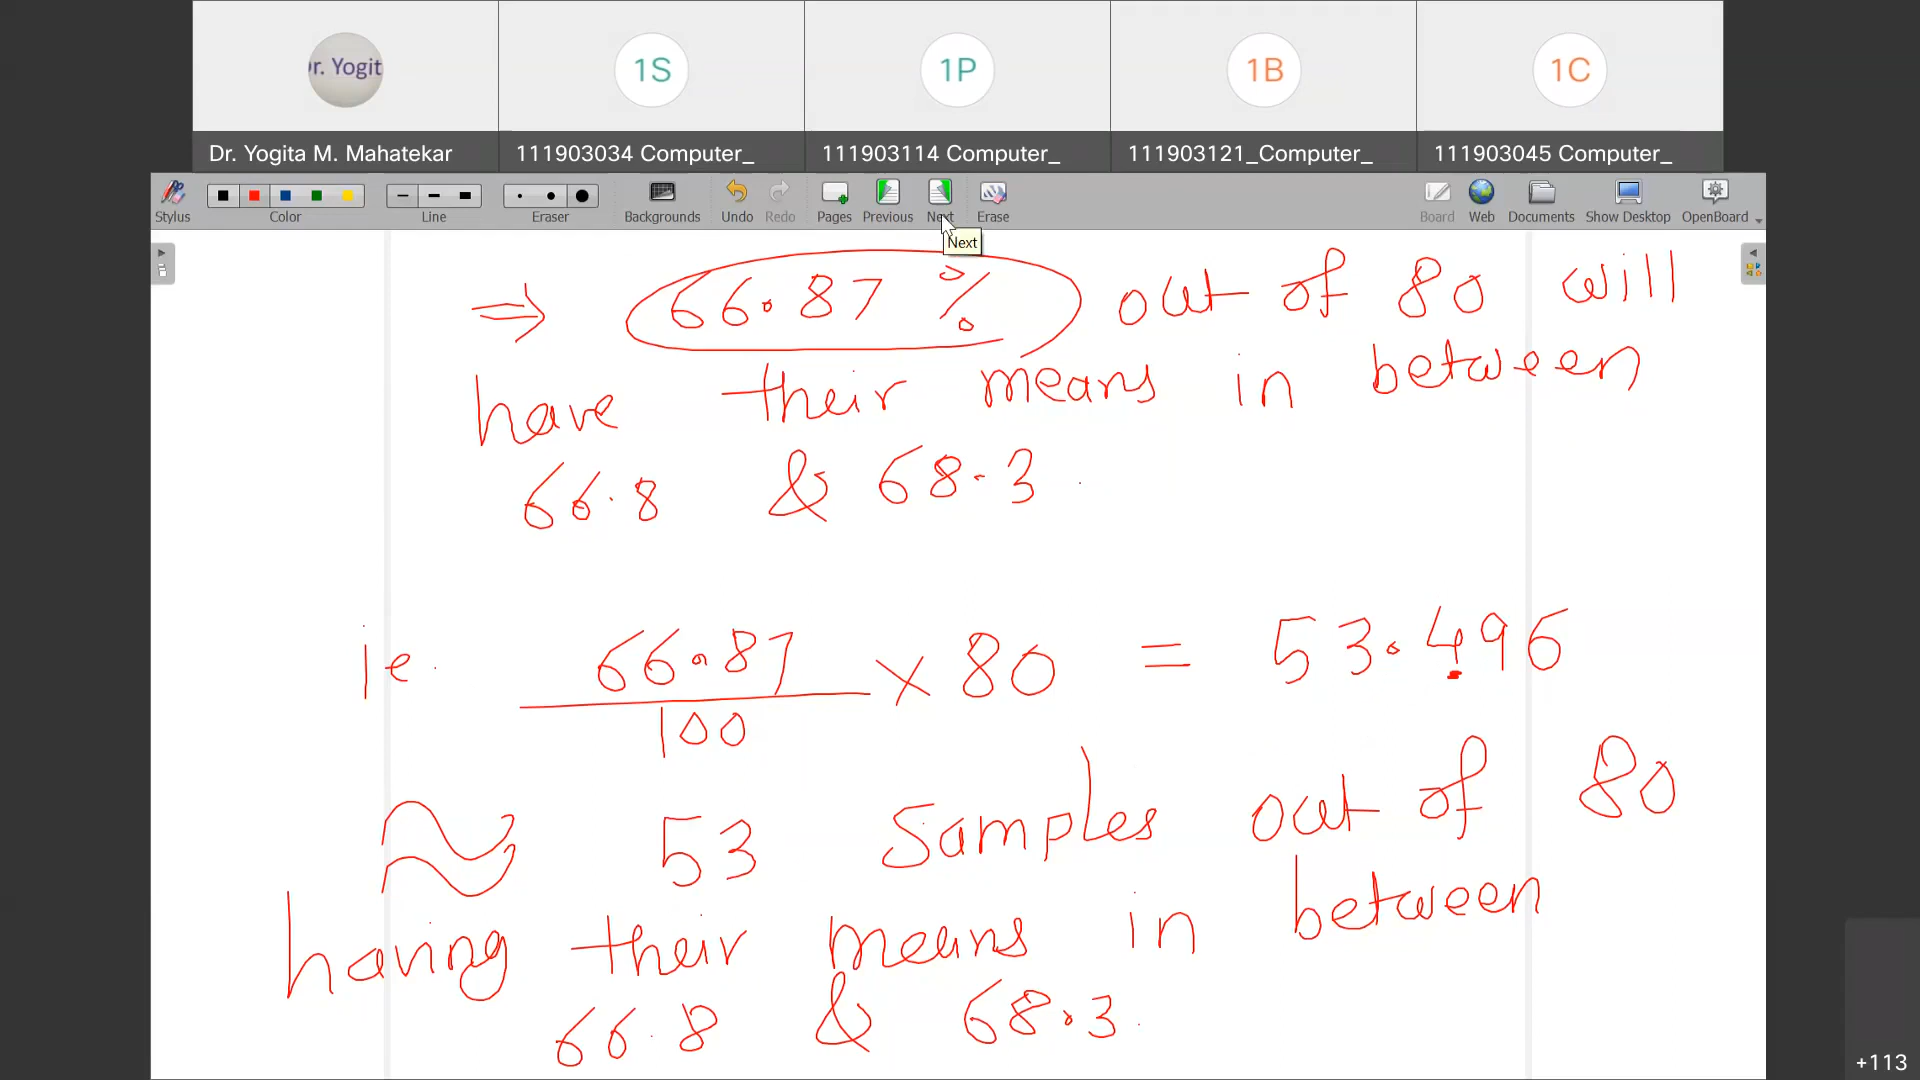 r. Yogit
1S
1P
1B
1C
Dr. Yogita M. Mahatekar
111903034 Computer_
111903114 Computer_
111903121_Computer_
111903045 Computer_
Stylus
Color
Line
Eraser
Backgrounds
Undo
Redo
Pages
Previous
Next
Erase
Board
Web
Documents
Show Desktop
OpenBoard
Next
⇒ 66.87 % out of 80 will
have their means in between
66.8 & 68.3.
ie. 66.87/100 × 80 = 53.496
≈ 53 samples out of 80
having their means in between
66.8 & 68.3.
+113